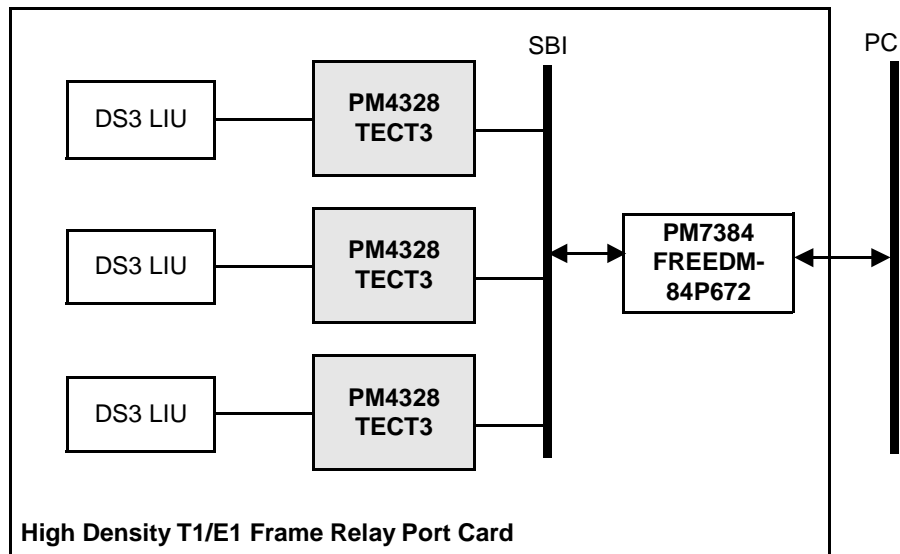 SBI
PC
DS3 LIU
PM4328
TECT3
DS3 LIU
PM4328
TECT3
PM7384
FREEDM-
84P672
DS3 LIU
PM4328
TECT3
High Density T1/E1 Frame Relay Port Card